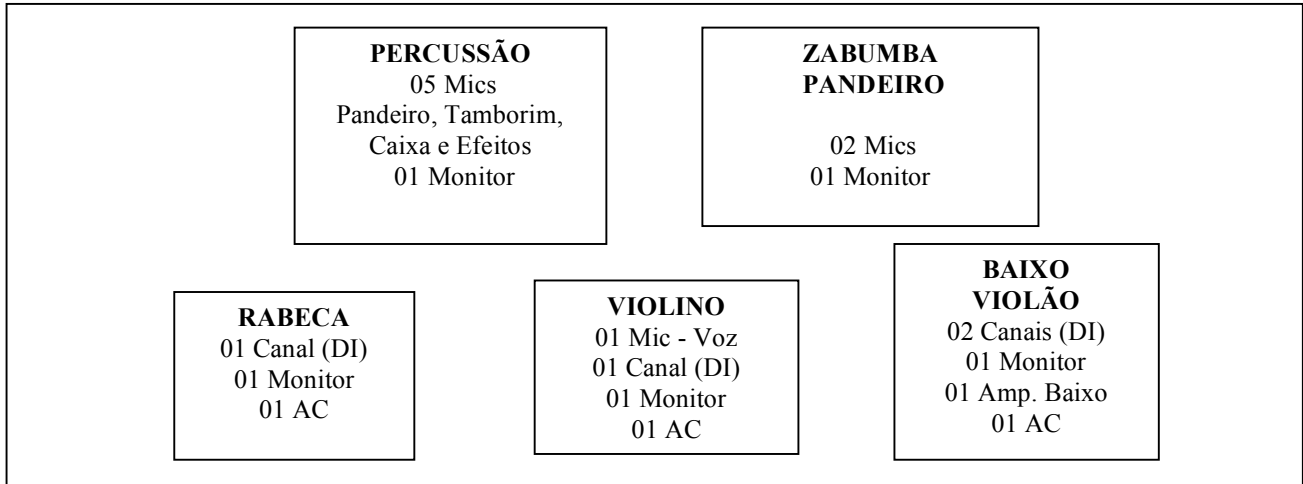 PERCUSSÃO
05 Mics
Pandeiro, Tamborim,
Caixa e Efeitos
01 Monitor
ZABUMBA
PANDEIRO
02 Mics
01 Monitor
RABECA
01 Canal (DI)
01 Monitor
01 AC
VIOLINO
01 Mic - Voz
01 Canal (DI)
01 Monitor
01 AC
BAIXO
VIOLÃO
02 Canais (DI)
01 Monitor
01 Amp. Baixo
01 AC